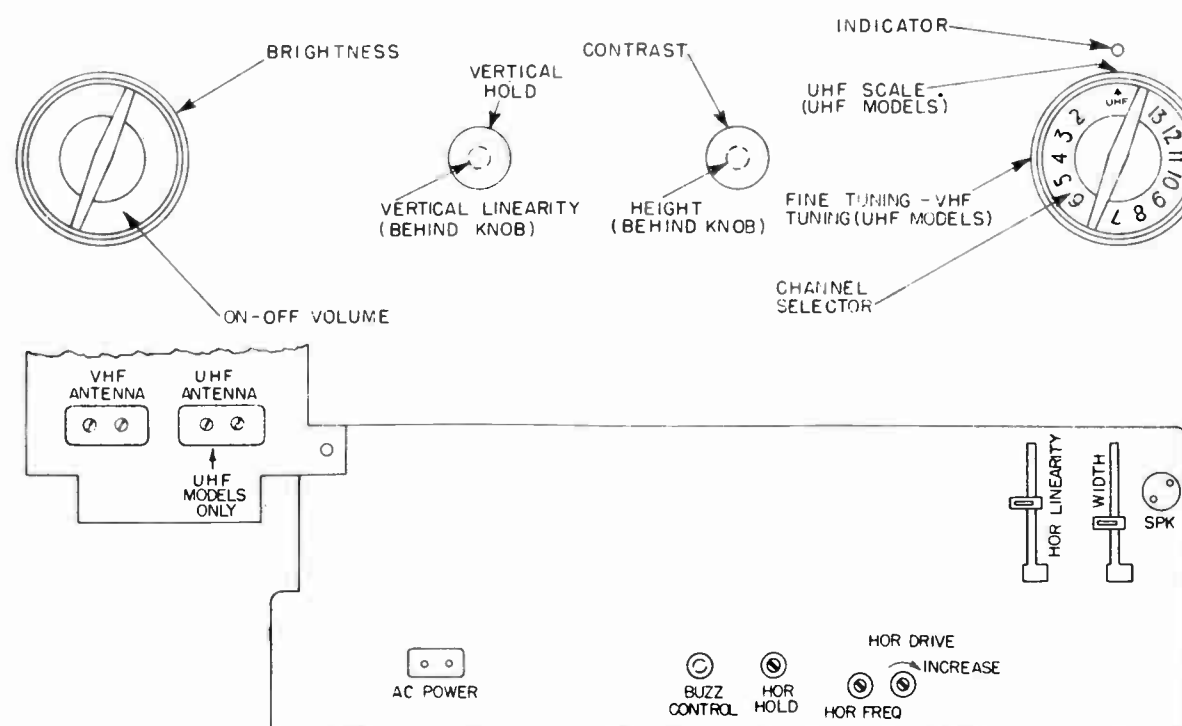 BRIGHTNESS
VERTICAL
HOLD
CONTRAST
INDICATOR
UHF SCALE
(UHF MODELS)
UHF
2
3
4
5
6
7
8
9
10
11
12
13
VERTICAL LINEARITY
(BEHIND KNOB)
HEIGHT
(BEHIND KNOB)
FINE TUNING - VHF
TUNING (UHF MODELS)
CHANNEL
SELECTOR
ON-OFF VOLUME
VHF
ANTENNA
UHF
ANTENNA
UHF
MODELS
ONLY
HOR LINEARITY
WIDTH
SPK
AC POWER
BUZZ
CONTROL
HOR
HOLD
HOR DRIVE
INCREASE
HOR FREQ